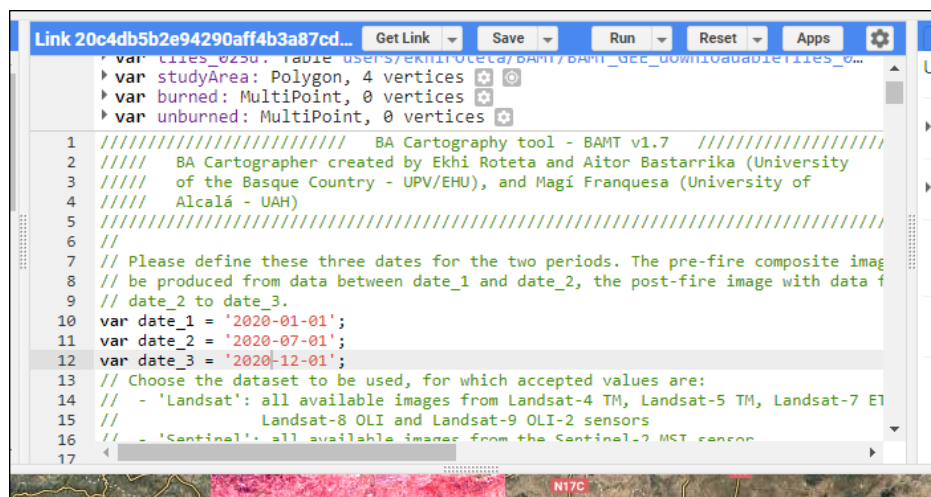 Link 20c4db5b2e94290aff4b3a87cd... Get Link Save Run Reset Apps
var tiles_025d: Table users/ekhiroteta/BAMT/BAMT_GEE_downloadableTiles_0…
var studyArea: Polygon, 4 vertices
var burned: MultiPoint, 0 vertices
var unburned: MultiPoint, 0 vertices
1 ////////////////////////// BA Cartography tool - BAMT v1.7 ////////////////////
2 ///// BA Cartographer created by Ekhi Roteta and Aitor Bastarrika (University
3 ///// of the Basque Country - UPV/EHU), and Magí Franquesa (University of
4 ///// Alcalá - UAH)
5 ///////////////////////////////////////////////////////////////////////////////////
6 //
7 // Please define these three dates for the two periods. The pre-fire composite imag
8 // be produced from data between date_1 and date_2, the post-fire image with data f
9 // date_2 to date_3.
10 var date_1 = '2020-01-01';
11 var date_2 = '2020-07-01';
12 var date_3 = '2020-12-01';
13 // Choose the dataset to be used, for which accepted values are:
14 // - 'Landsat': all available images from Landsat-4 TM, Landsat-5 TM, Landsat-7 ET
15 // Landsat-8 OLI and Landsat-9 OLI-2 sensors
16 // - 'Sentinel': all available images from the Sentinel-2 MSI sensor
17
N17C